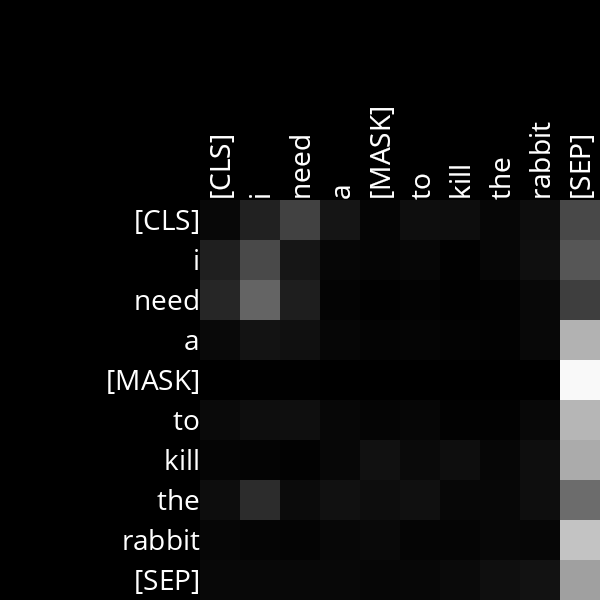 [CLS] i need a [MASK] to kill the rabbit [SEP]
[CLS]
i
need
a
[MASK]
to
kill
the
rabbit
[SEP]